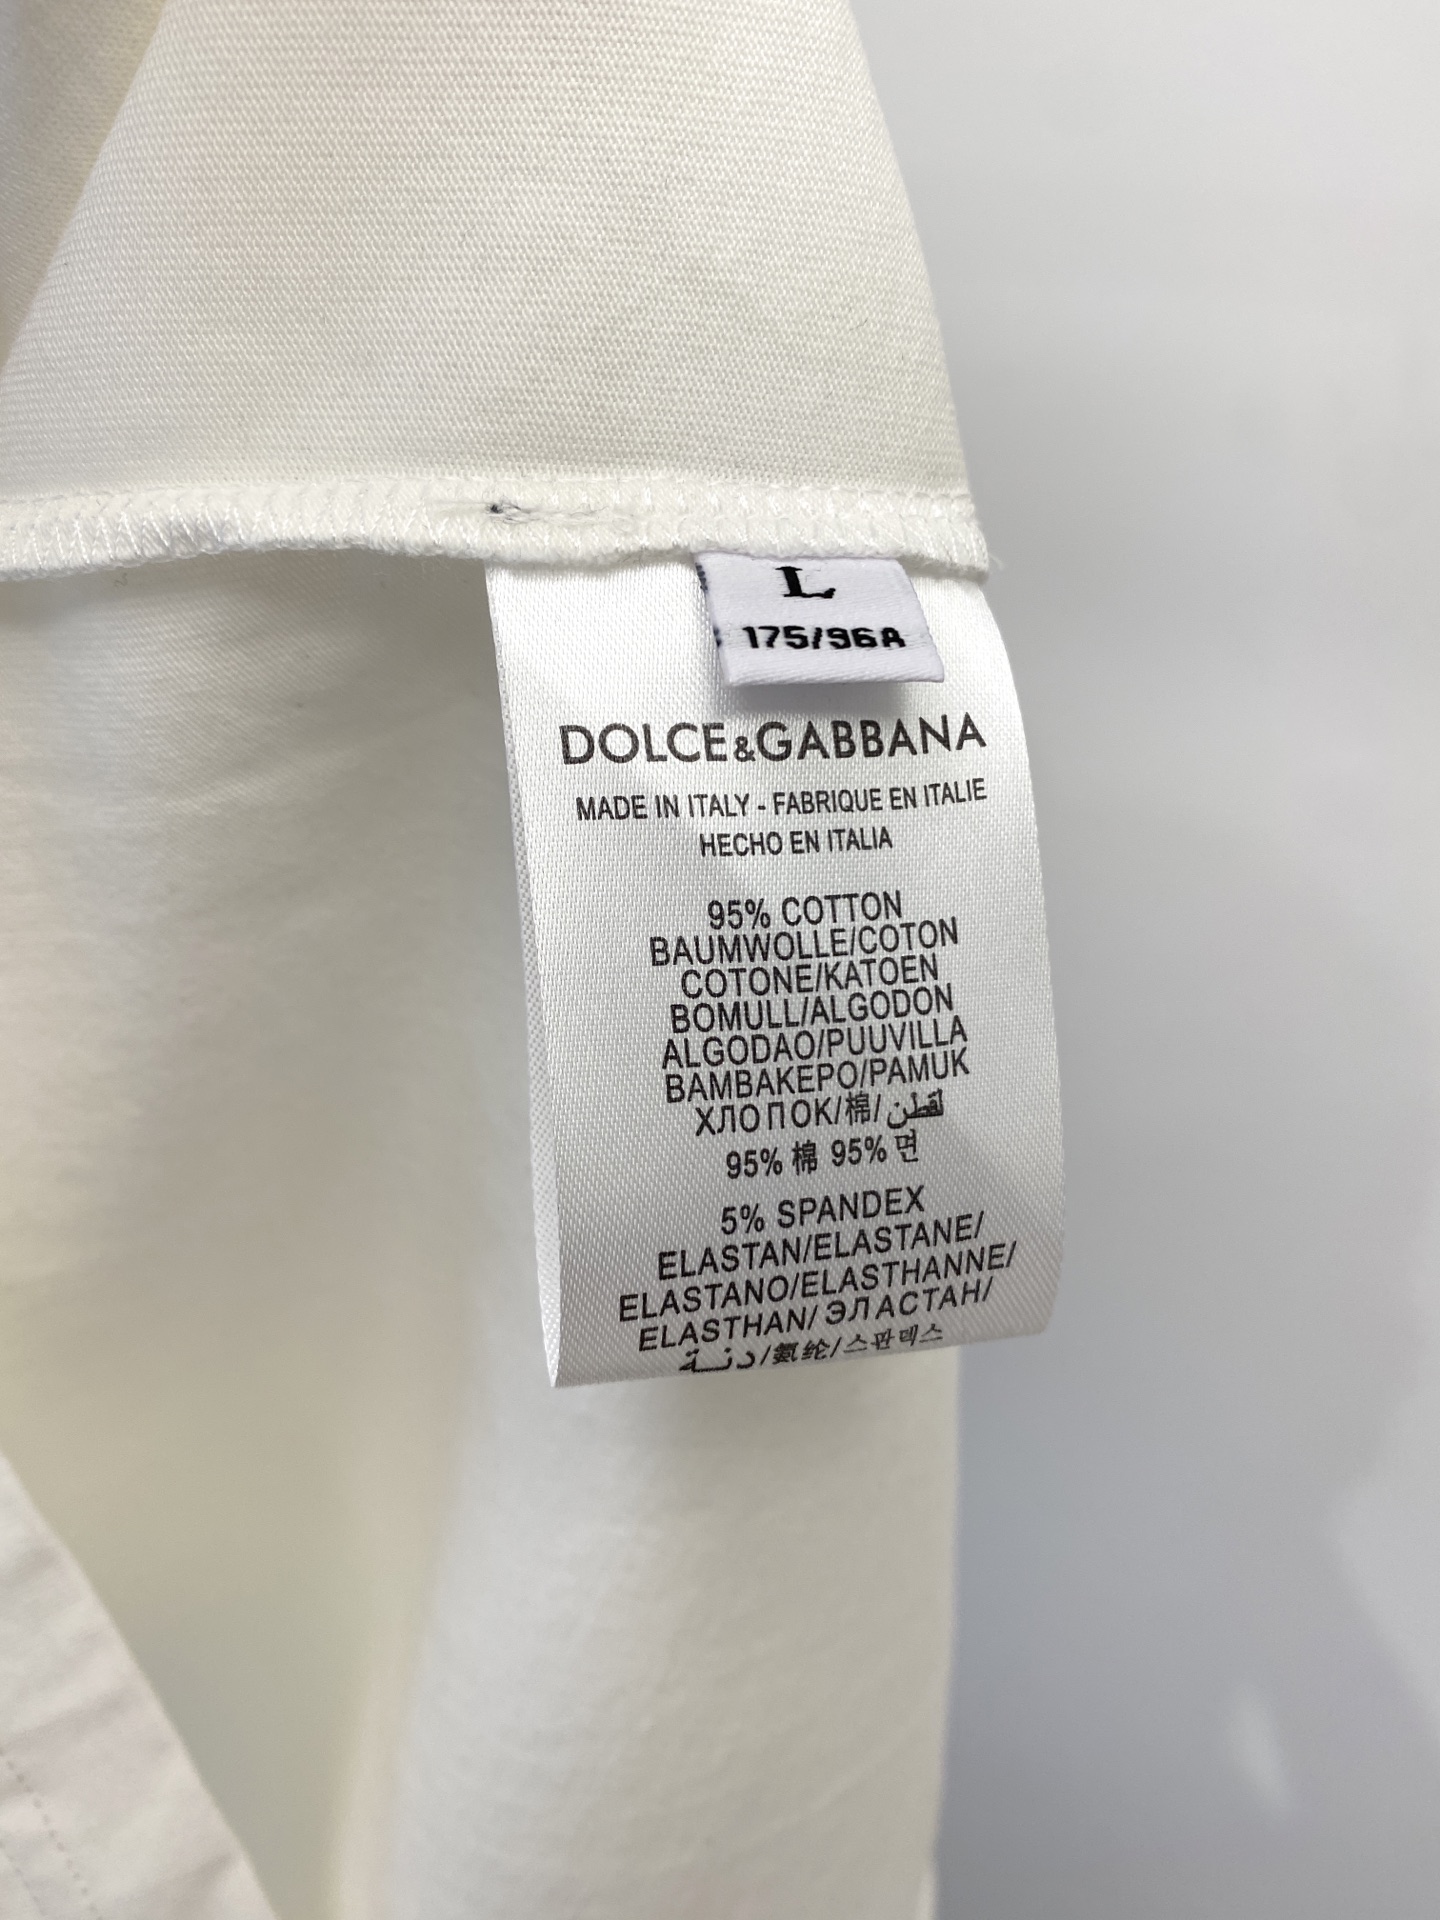 L
175/96A
DOLCE&GABBANA
MADE IN ITALY - FABRIQUE EN ITALIE
HECHO EN ITALIA
95% COTTON
BAUMWOLLE/COTON
COTONE/KATOEN
BOMULL/ALGODON
ALGODAO/PUUVILLA
BAMBAKEPO/PAMUK
ХЛОПОК/棉/لقطن
95% 棉 95% 면
5% SPANDEX
ELASTAN/ELASTANE/
ELASTANO/ELASTHANNE/
ELASTHAN/ ЭЛАСТАН/
دنة/氨纶/스판덱스